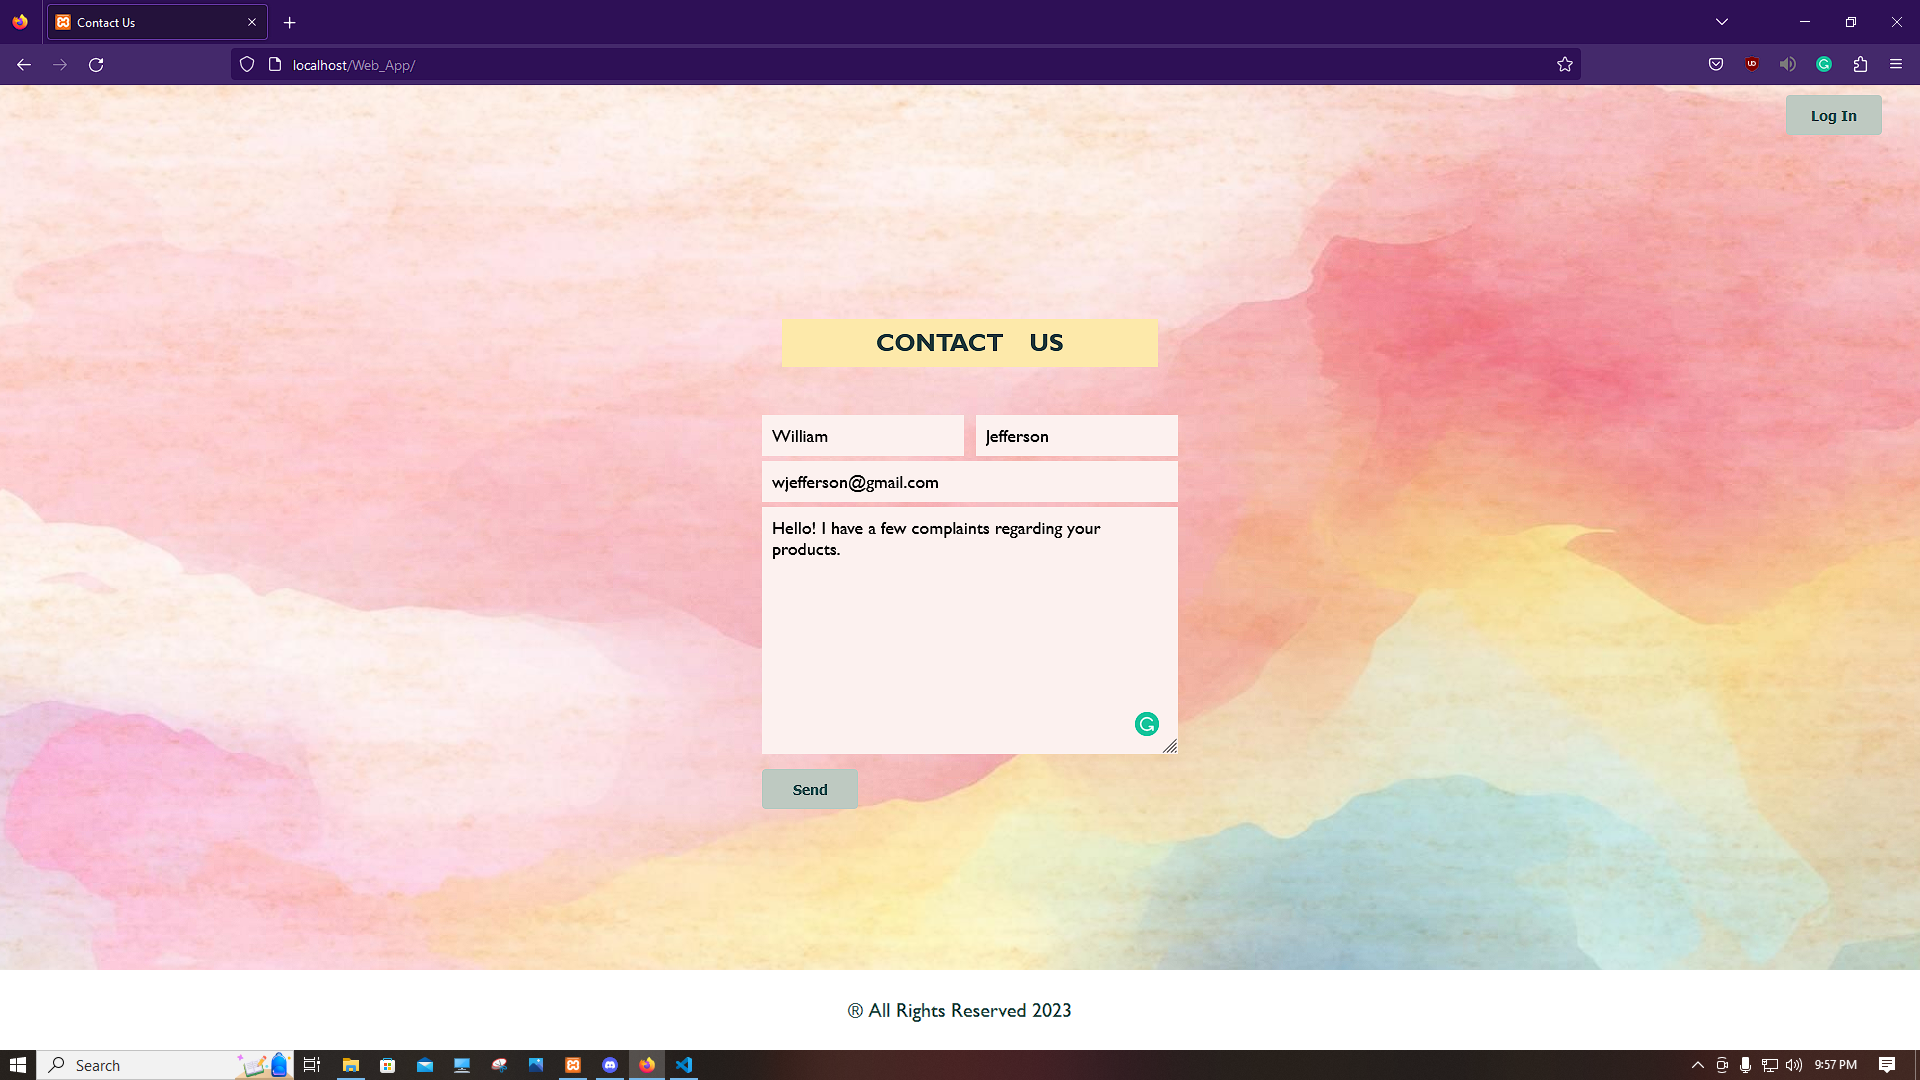 Contact Us
localhost/Web_App/
Log In
CONTACT US
William
Jefferson
wjefferson@gmail.com
Hello! I have a few complaints regarding your
products.
Send
® All Rights Reserved 2023
Search
9:57 PM